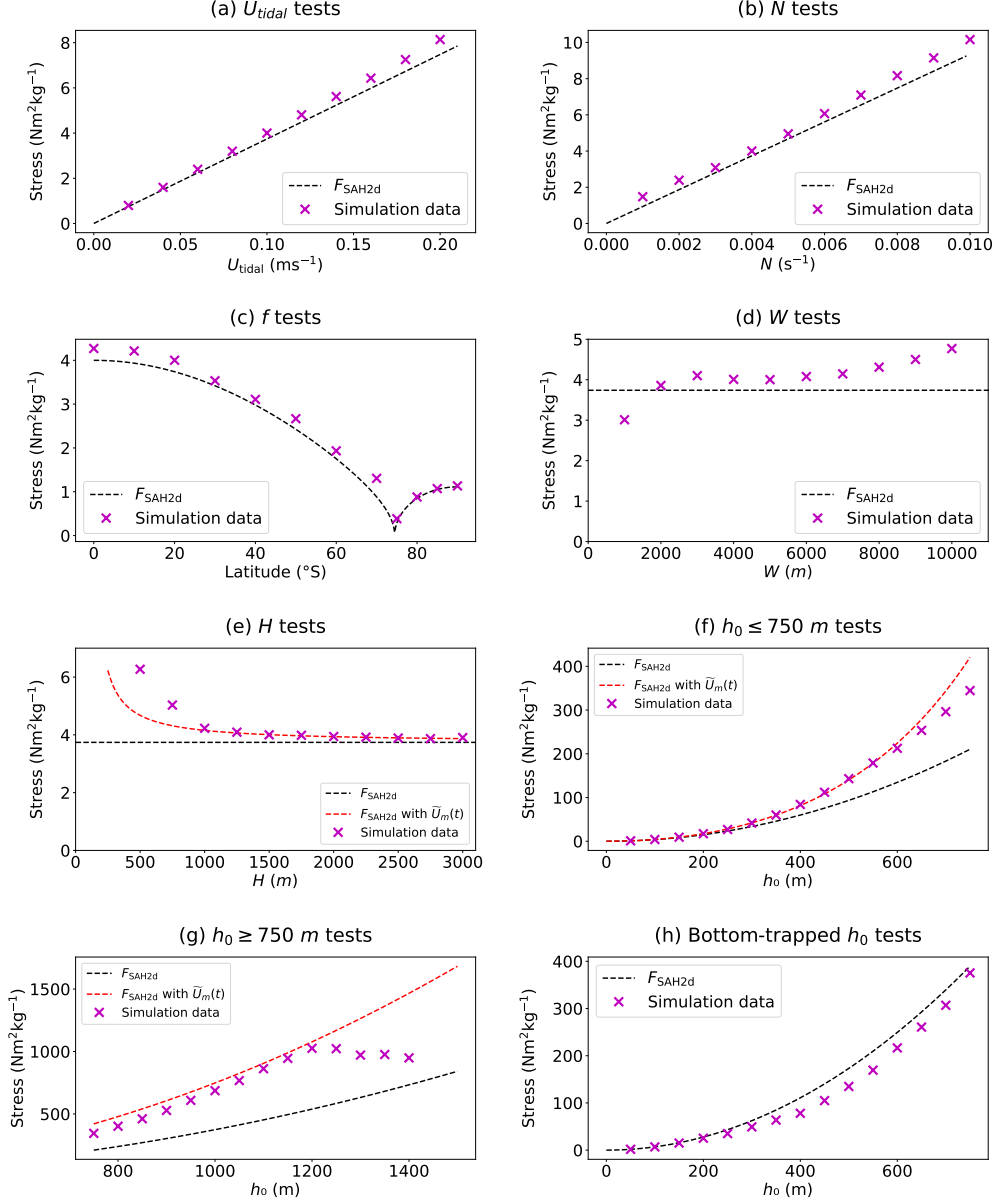 (a) U_tidal tests
Stress (Nm²kg⁻¹)
8
6
4
2
0
F_SAH2d
Simulation data
0.00 0.05 0.10 0.15 0.20
U_tidal (ms⁻¹)
(b) N tests
Stress (Nm²kg⁻¹)
10
8
6
4
2
0
F_SAH2d
Simulation data
0.000 0.002 0.004 0.006 0.008 0.010
N (s⁻¹)
(c) f tests
Stress (Nm²kg⁻¹)
4
3
2
1
0
F_SAH2d
Simulation data
0 20 40 60 80
Latitude (°S)
(d) W tests
Stress (Nm²kg⁻¹)
5
4
3
2
1
0
F_SAH2d
Simulation data
0 2000 4000 6000 8000 10000
W (m)
(e) H tests
Stress (Nm²kg⁻¹)
6
4
2
0
F_SAH2d
F_SAH2d with Ũ_m(t)
Simulation data
0 500 1000 1500 2000 2500 3000
H (m)
(f) h₀ ≤ 750 m tests
Stress (Nm²kg⁻¹)
400
300
200
100
0
F_SAH2d
F_SAH2d with Ũ_m(t)
Simulation data
0 200 400 600
h₀ (m)
(g) h₀ ≥ 750 m tests
Stress (Nm²kg⁻¹)
1500
1000
500
F_SAH2d
F_SAH2d with Ũ_m(t)
Simulation data
800 1000 1200 1400
h₀ (m)
(h) Bottom-trapped h₀ tests
Stress (Nm²kg⁻¹)
400
300
200
100
0
F_SAH2d
Simulation data
0 200 400 600
h₀ (m)